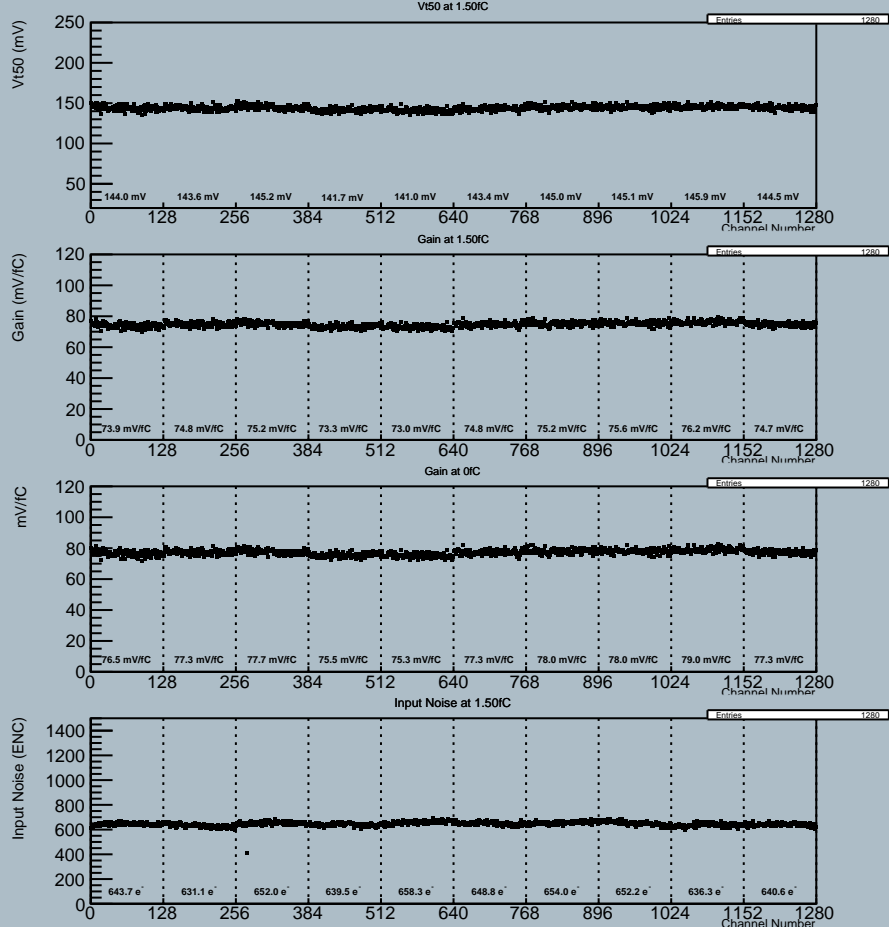 Vt50 at 1.50fC
Entries 1280
Vt50 (mV)
250
200
150
100
50
144.0 mV 143.6 mV 145.2 mV 141.7 mV 141.0 mV 143.4 mV 145.0 mV 145.1 mV 145.9 mV 144.5 mV
0 128 256 384 512 640 768 896 1024 1152 1280
Channel Number
Gain at 1.50fC
Entries 1280
Gain (mV/fC)
120
100
80
60
40
20
0
73.9 mV/fC 74.8 mV/fC 75.2 mV/fC 73.3 mV/fC 73.0 mV/fC 74.8 mV/fC 75.2 mV/fC 75.6 mV/fC 76.2 mV/fC 74.7 mV/fC
0 128 256 384 512 640 768 896 1024 1152 1280
Channel Number
Gain at 0fC
Entries 1280
mV/fC
120
100
80
60
40
20
0
76.5 mV/fC 77.3 mV/fC 77.7 mV/fC 75.5 mV/fC 75.3 mV/fC 77.3 mV/fC 78.0 mV/fC 78.0 mV/fC 79.0 mV/fC 77.3 mV/fC
0 128 256 384 512 640 768 896 1024 1152 1280
Channel Number
Input Noise at 1.50fC
Entries 1280
Input Noise (ENC)
1400
1200
1000
800
600
400
200
0
643.7 e⁻ 631.1 e⁻ 652.0 e⁻ 639.5 e⁻ 658.3 e⁻ 648.8 e⁻ 654.0 e⁻ 652.2 e⁻ 636.3 e⁻ 640.6 e⁻
0 128 256 384 512 640 768 896 1024 1152 1280
Channel Number